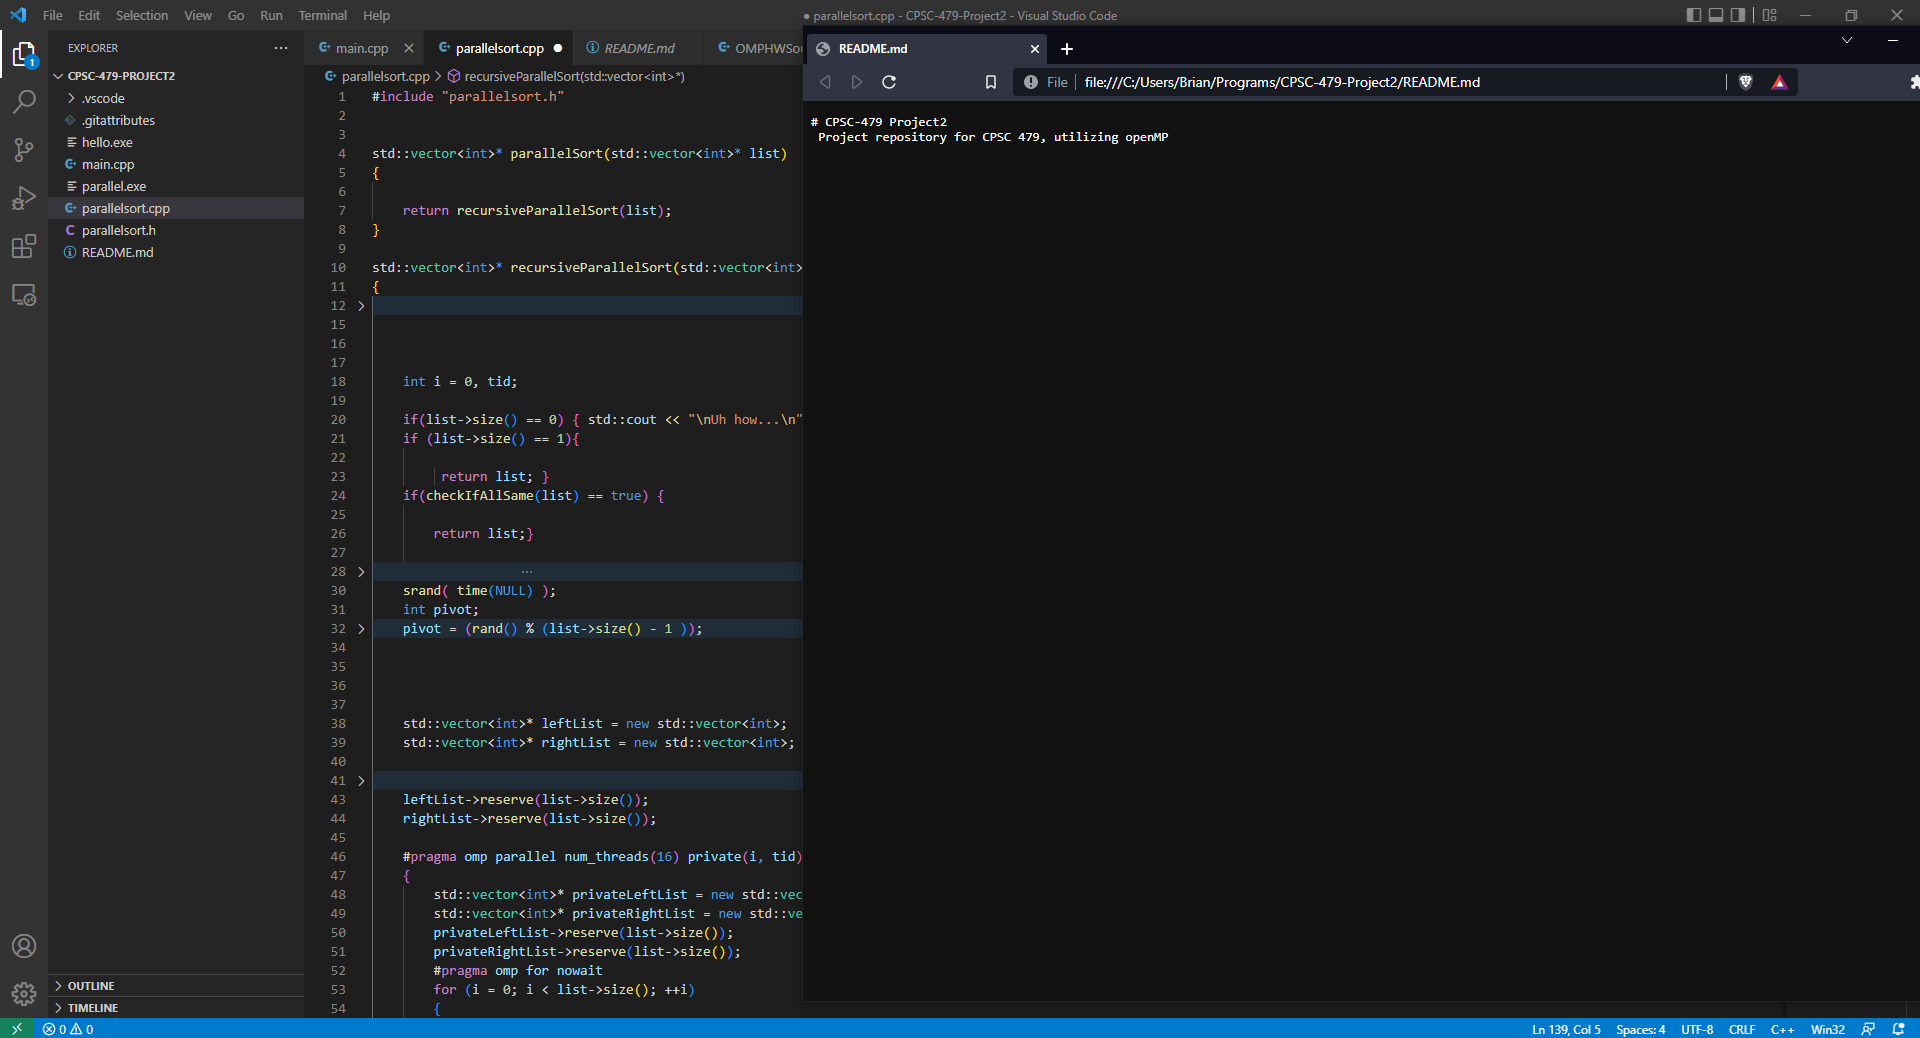 File Edit Selection View Go Run Terminal Help
● parallelsort.cpp - CPSC-479-Project2 - Visual Studio Code
EXPLORER
CPSC-479-PROJECT2
.vscode
.gitattributes
hello.exe
main.cpp
parallel.exe
parallelsort.cpp
parallelsort.h
README.md
OUTLINE
TIMELINE
1
main.cpp parallelsort.cpp README.md OMPHWSo
parallelsort.cpp > recursiveParallelSort(std::vector<int>*)
1 #include "parallelsort.h"
2
3
4 std::vector<int>* parallelSort(std::vector<int>* list)
5 {
6
7 return recursiveParallelSort(list);
8 }
9
10 std::vector<int>* recursiveParallelSort(std::vector<int>
11 {
12
15
16
17
18 int i = 0, tid;
19
20 if(list->size() == 0) { std::cout << "\nUh how...\n"
21 if (list->size() == 1){
22
23 return list; }
24 if(checkIfAllSame(list) == true) {
25
26 return list;}
27
28 ...
30 srand( time(NULL) );
31 int pivot;
32 pivot = (rand() % (list->size() - 1 ));
34
35
36
37
38 std::vector<int>* leftList = new std::vector<int>;
39 std::vector<int>* rightList = new std::vector<int>;
40
41
43 leftList->reserve(list->size());
44 rightList->reserve(list->size());
45
46 #pragma omp parallel num_threads(16) private(i, tid)
47 {
48 std::vector<int>* privateLeftList = new std::vec
49 std::vector<int>* privateRightList = new std::ve
50 privateLeftList->reserve(list->size());
51 privateRightList->reserve(list->size());
52 #pragma omp for nowait
53 for (i = 0; i < list->size(); ++i)
54 {
README.md
File file:///C:/Users/Brian/Programs/CPSC-479-Project2/README.md
# CPSC-479 Project2
Project repository for CPSC 479, utilizing openMP
0 0
Ln 139, Col 5 Spaces: 4 UTF-8 CRLF C++ Win32